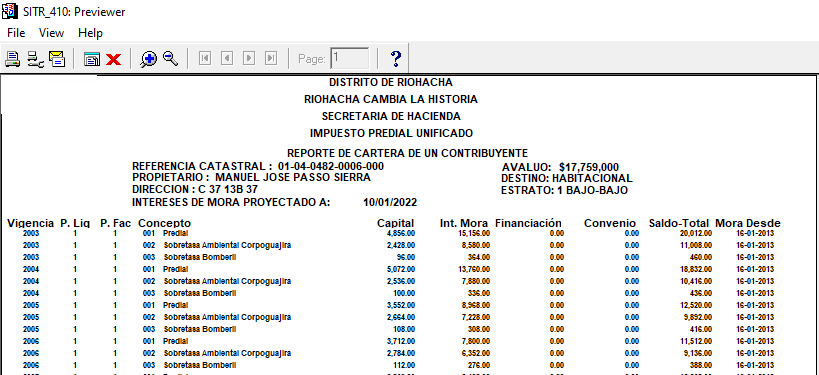 SITR_410: Previewer
File View Help
Page: 1
DISTRITO DE RIOHACHA
RIOHACHA CAMBIA LA HISTORIA
SECRETARIA DE HACIENDA
IMPUESTO PREDIAL UNIFICADO
REPORTE DE CARTERA DE UN CONTRIBUYENTE
REFERENCIA CATASTRAL : 01-04-0482-0006-000 AVALUO: $17,759,000
PROPIETARIO : MANUEL JOSE PASSO SIERRA DESTINO: HABITACIONAL
DIRECCION : C 37 13B 37 ESTRATO: 1 BAJO-BAJO
INTERESES DE MORA PROYECTADO A: 10/01/2022
Vigencia P. Liq P. Fac Concepto Capital Int. Mora Financiación Convenio Saldo-Total Mora Desde
2003 1 1 001 Predial 4,856.00 15,156.00 0.00 0.00 20,012.00 16-01-2013
2003 1 1 002 Sobretasa Ambiental Corpoguajira 2,428.00 8,580.00 0.00 0.00 11,008.00 16-01-2013
2003 1 1 003 Sobretasa Bomberil 96.00 364.00 0.00 0.00 460.00 16-01-2013
2004 1 1 001 Predial 5,072.00 13,760.00 0.00 0.00 18,832.00 16-01-2013
2004 1 1 002 Sobretasa Ambiental Corpoguajira 2,536.00 7,880.00 0.00 0.00 10,416.00 16-01-2013
2004 1 1 003 Sobretasa Bomberil 100.00 336.00 0.00 0.00 436.00 16-01-2013
2005 1 1 001 Predial 3,552.00 8,968.00 0.00 0.00 12,520.00 16-01-2013
2005 1 1 002 Sobretasa Ambiental Corpoguajira 2,664.00 7,228.00 0.00 0.00 9,892.00 16-01-2013
2005 1 1 003 Sobretasa Bomberil 108.00 308.00 0.00 0.00 416.00 16-01-2013
2006 1 1 001 Predial 3,712.00 7,800.00 0.00 0.00 11,512.00 16-01-2013
2006 1 1 002 Sobretasa Ambiental Corpoguajira 2,784.00 6,352.00 0.00 0.00 9,136.00 16-01-2013
2006 1 1 003 Sobretasa Bomberil 112.00 276.00 0.00 0.00 388.00 16-01-2013